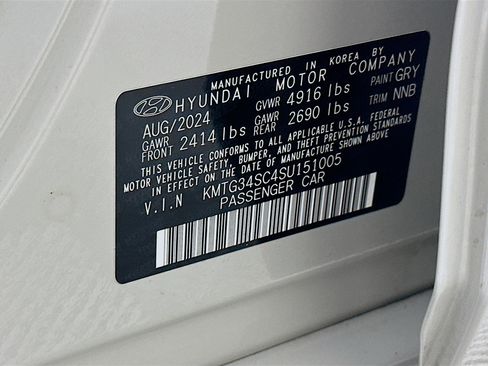 MANUFACTURED IN KOREA BY
HYUNDAI MOTOR COMPANY
AUG/2024 GVWR 4916 lbs PAINT GRY
GAWR FRONT 2414 lbs GAWR REAR 2690 lbs TRIM NNB
THIS VEHICLE CONFORMS TO ALL APPLICABLE U.S.A. FEDERAL
MOTOR VEHICLE SAFETY, BUMPER, AND THEFT PREVENTION STANDARDS
IN EFFECT ON THE DATE OF MANUFACTURE SHOWN ABOVE.
V.I.N KMTG34SC4SU151005
PASSENGER CAR